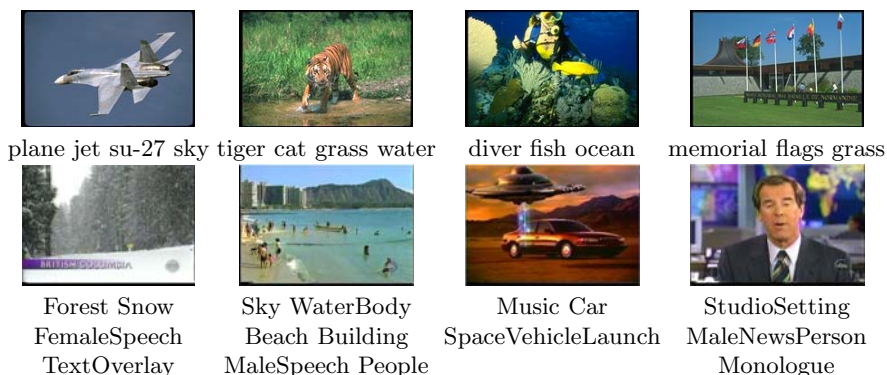 plane jet su-27 sky tiger cat grass water diver fish ocean memorial flags grass
BRITISH COLUMBIA
Forest Snow Sky WaterBody Music Car StudioSetting
FemaleSpeech Beach Building SpaceVehicleLaunch MaleNewsPerson
TextOverlay MaleSpeech People Monologue